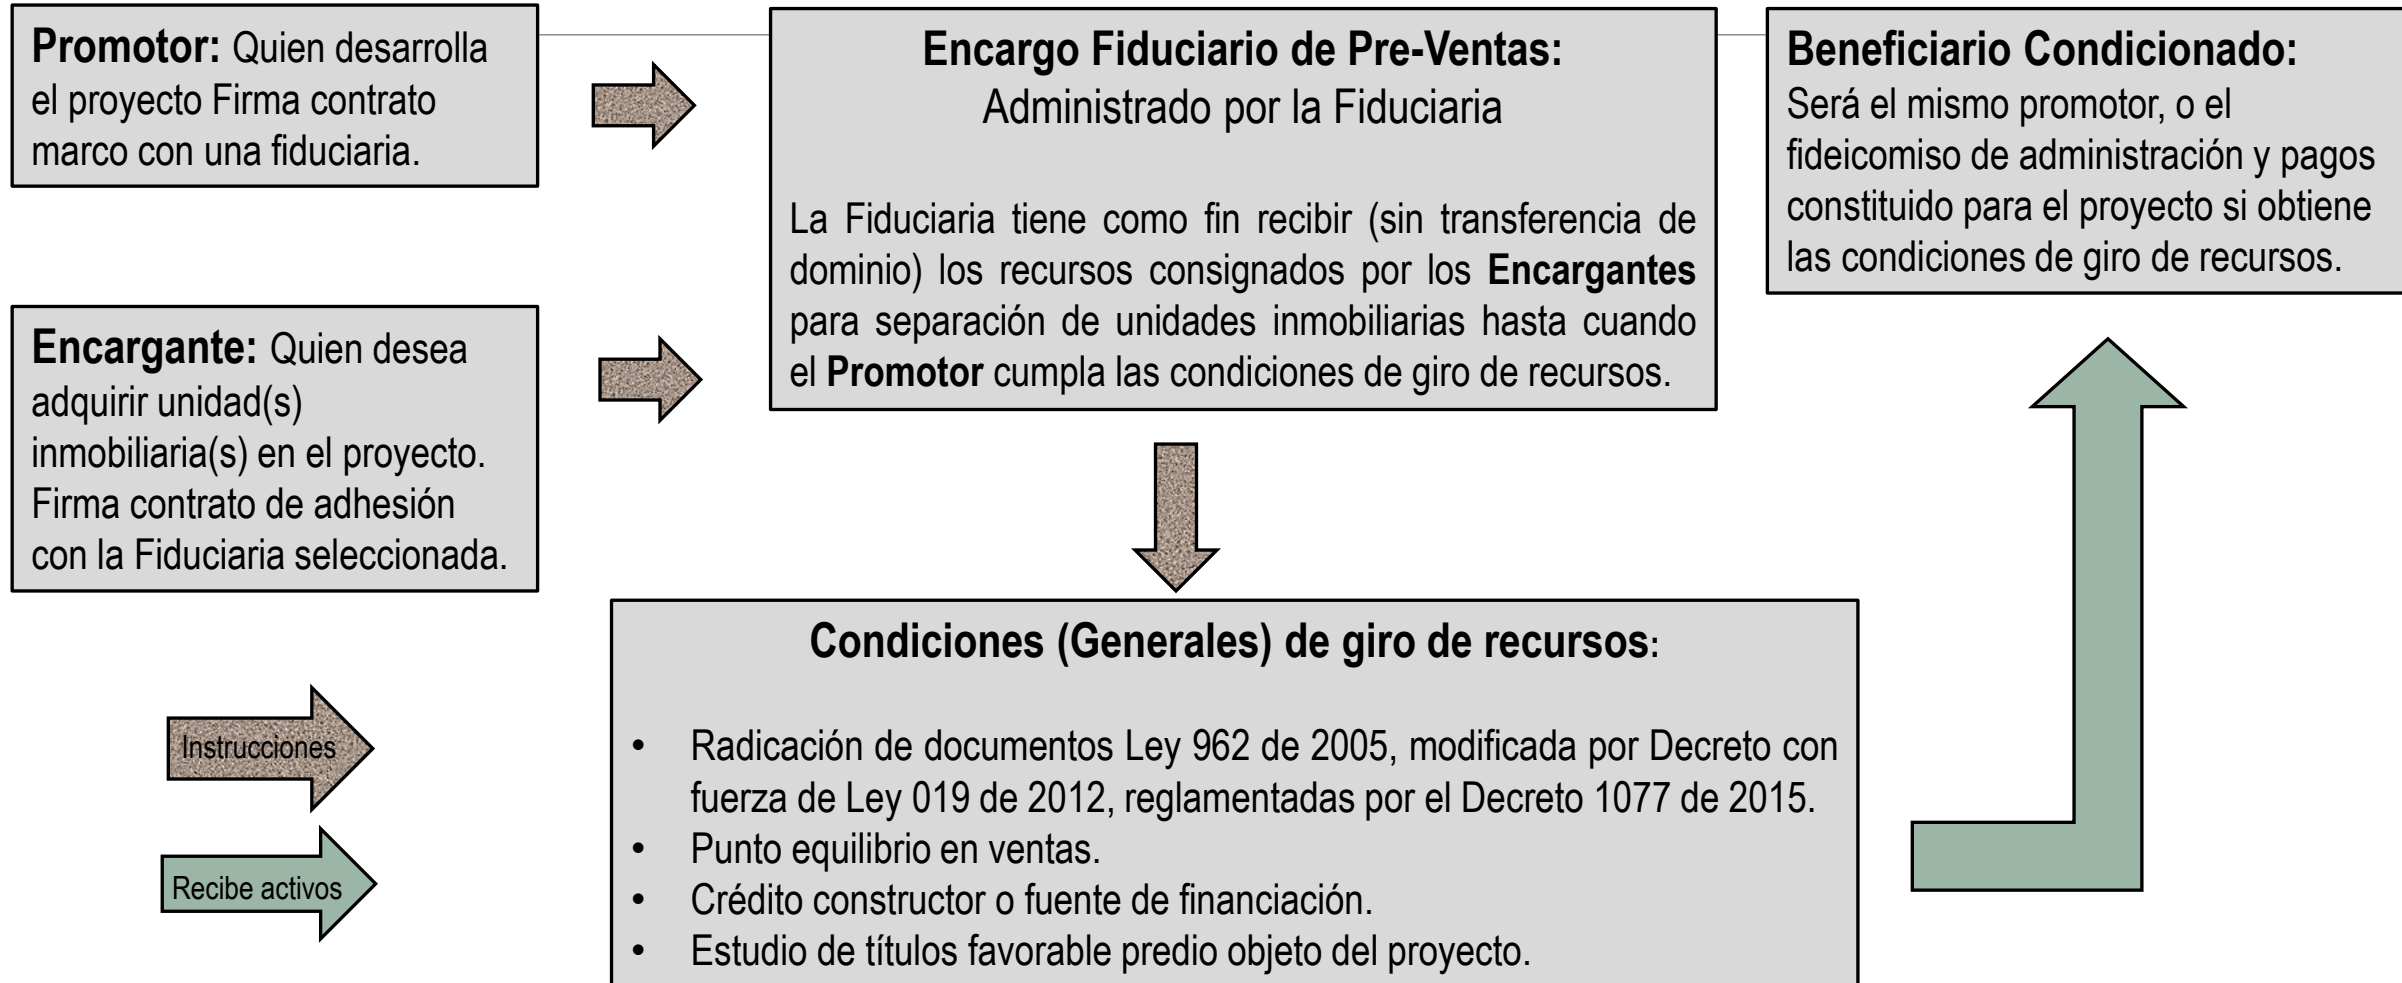 Promotor: Quien desarrolla
el proyecto Firma contrato
marco con una fiduciaria.
Encargante: Quien desea
adquirir unidad(s)
inmobiliaria(s) en el proyecto.
Firma contrato de adhesión
con la Fiduciaria seleccionada.
Encargo Fiduciario de Pre-Ventas:
Administrado por la Fiduciaria
La Fiduciaria tiene como fin recibir (sin transferencia de
dominio) los recursos consignados por los Encargantes
para separación de unidades inmobiliarias hasta cuando
el Promotor cumpla las condiciones de giro de recursos.
Beneficiario Condicionado:
Será el mismo promotor, o el
fideicomiso de administración y pagos
constituido para el proyecto si obtiene
las condiciones de giro de recursos.
Instrucciones
Recibe activos
Condiciones (Generales) de giro de recursos:
• Radicación de documentos Ley 962 de 2005, modificada por Decreto con
fuerza de Ley 019 de 2012, reglamentadas por el Decreto 1077 de 2015.
• Punto equilibrio en ventas.
• Crédito constructor o fuente de financiación.
• Estudio de títulos favorable predio objeto del proyecto.